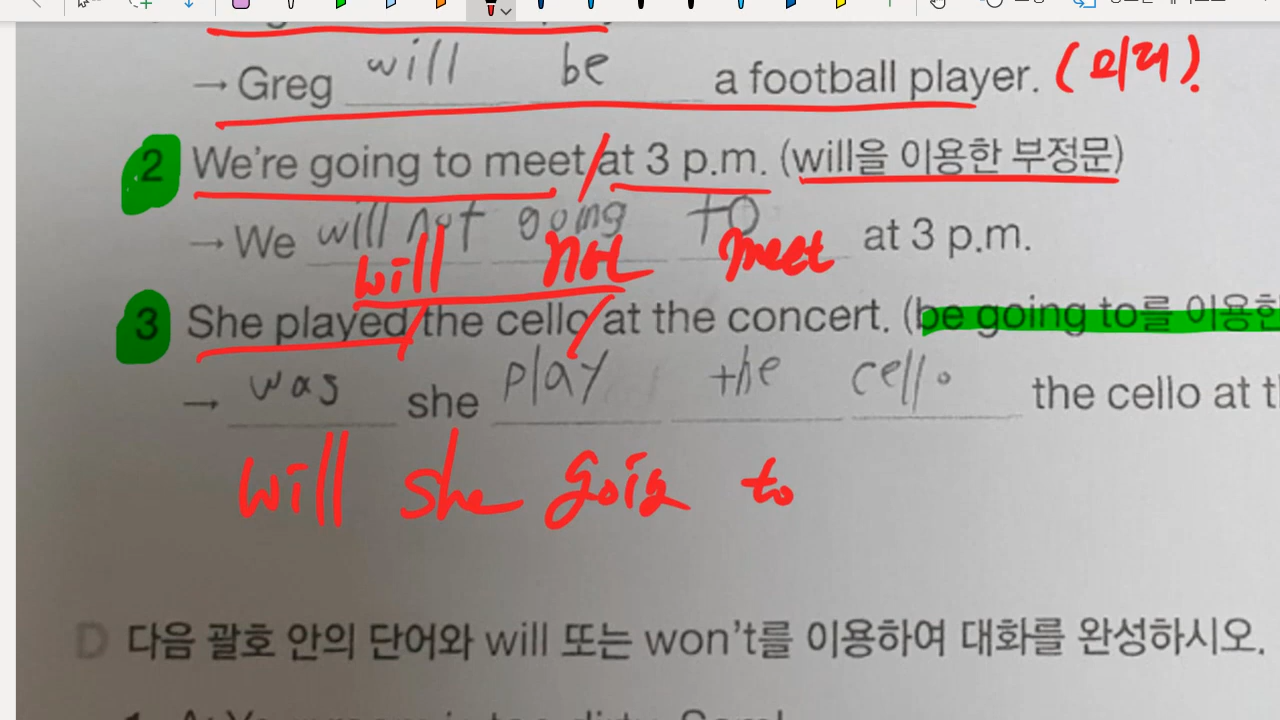 → Greg will be a football player. (미래).
2 We're going to meet/at 3 p.m. (will을 이용한 부정문)
→ We will not going to at 3 p.m.
will not meet
3 She played/the cello/at the concert. (be going to를 이용한
→ was she play the cello the cello at t
will she goig to
D 다음 괄호 안의 단어와 will 또는 won't를 이용하여 대화를 완성하시오.